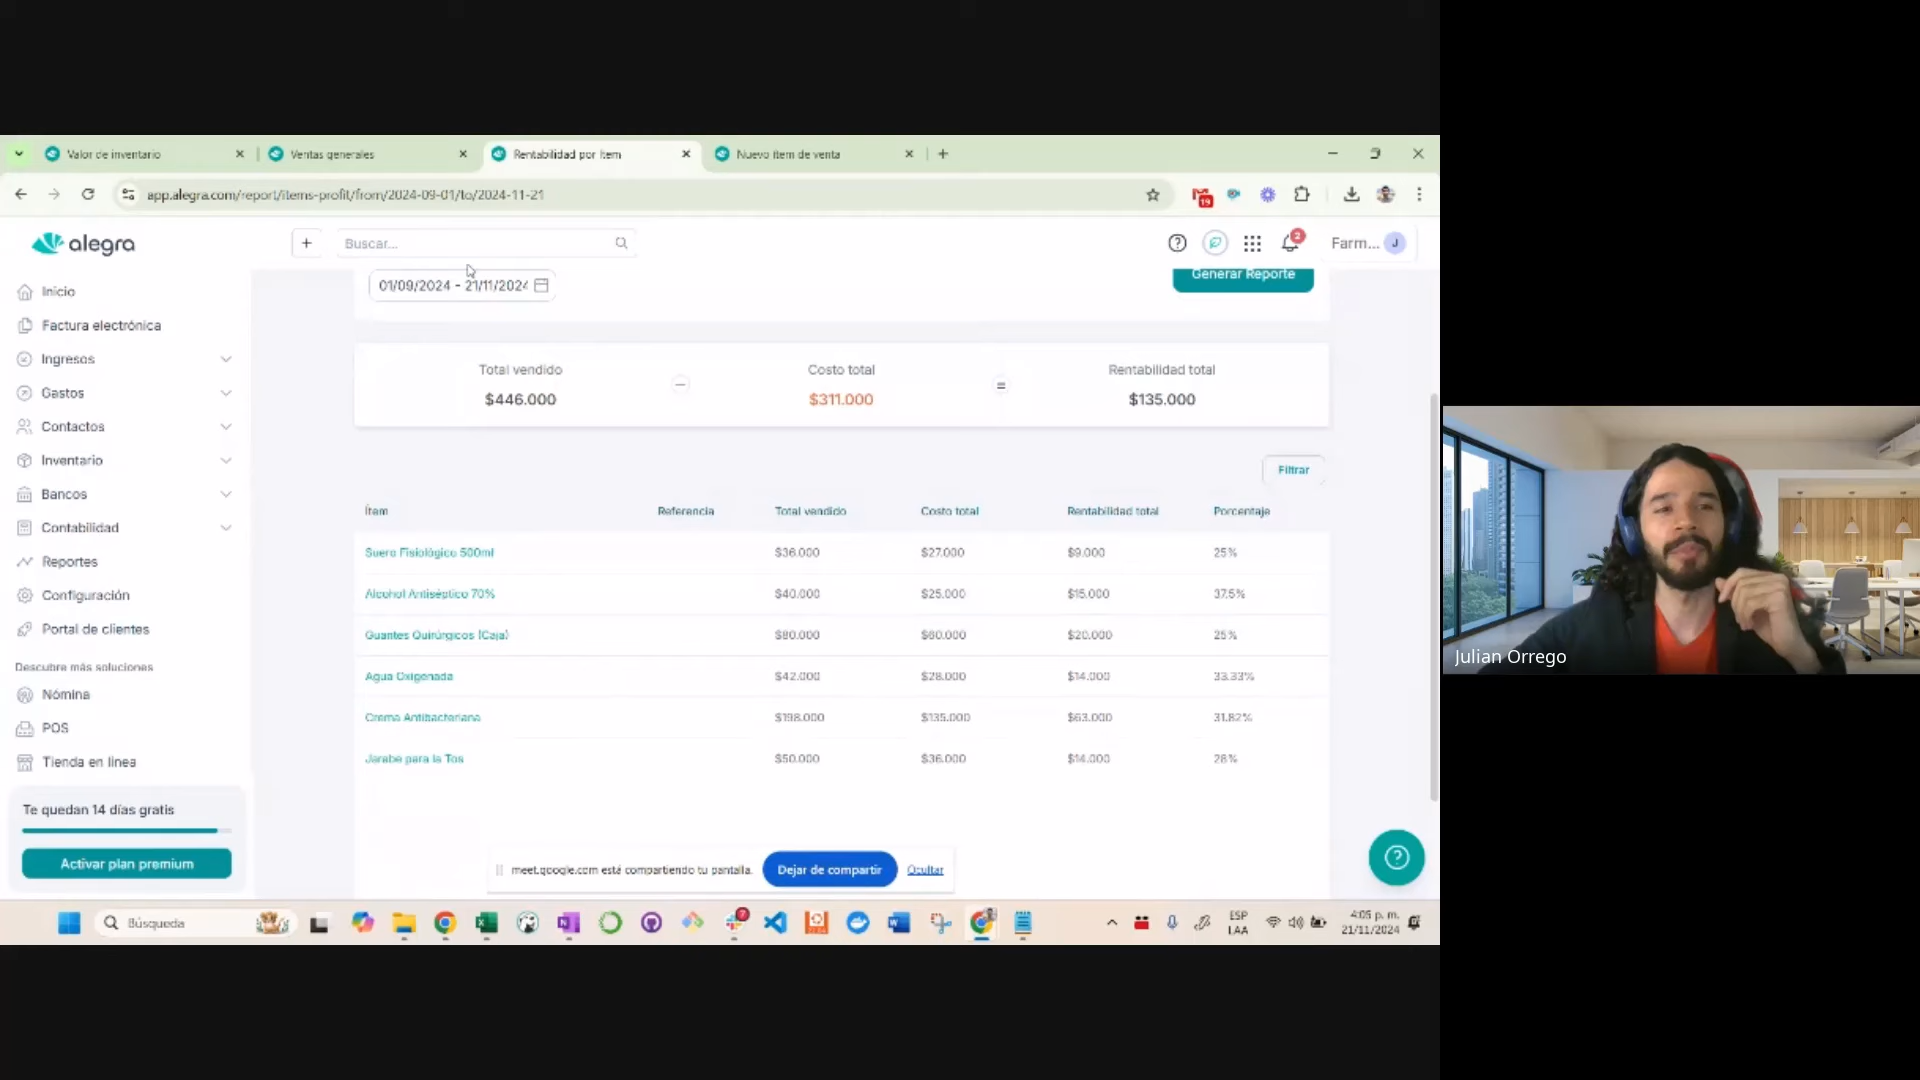 Valor de inventario
Ventas generales
Rentabilidad por ítem
Nuevo ítem de venta
app.alegra.com/report/items-profit/from/2024-09-01/to/2024-11-21
19
alegra
Buscar...
2
Farm... J
01/09/2024 - 21/11/2024
Generar Reporte
Inicio
Factura electrónica
Ingresos
Gastos
Contactos
Inventario
Bancos
Contabilidad
Reportes
Configuración
Portal de clientes
Descubre más soluciones
Nómina
POS
Tienda en línea
Te quedan 14 días gratis
Activar plan premium
Total vendido
$446.000
−
Costo total
$311.000
=
Rentabilidad total
$135.000
Filtrar
Ítem Referencia Total vendido Costo total Rentabilidad total Porcentaje
Suero Fisiológico 500ml $36.000 $27.000 $9.000 25%
Alcohol Antiséptico 70% $40.000 $25.000 $15.000 37.5%
Guantes Quirúrgicos (Caja) $80.000 $60.000 $20.000 25%
Agua Oxigenada $42.000 $28.000 $14.000 33.33%
Crema Antibacteriana $198.000 $135.000 $63.000 31.82%
Jarabe para la Tos $50.000 $36.000 $14.000 28%
meet.google.com está compartiendo tu pantalla.
Dejar de compartir
Ocultar
Búsqueda
ESP
LAA
4:05 p. m.
21/11/2024
Julian Orrego